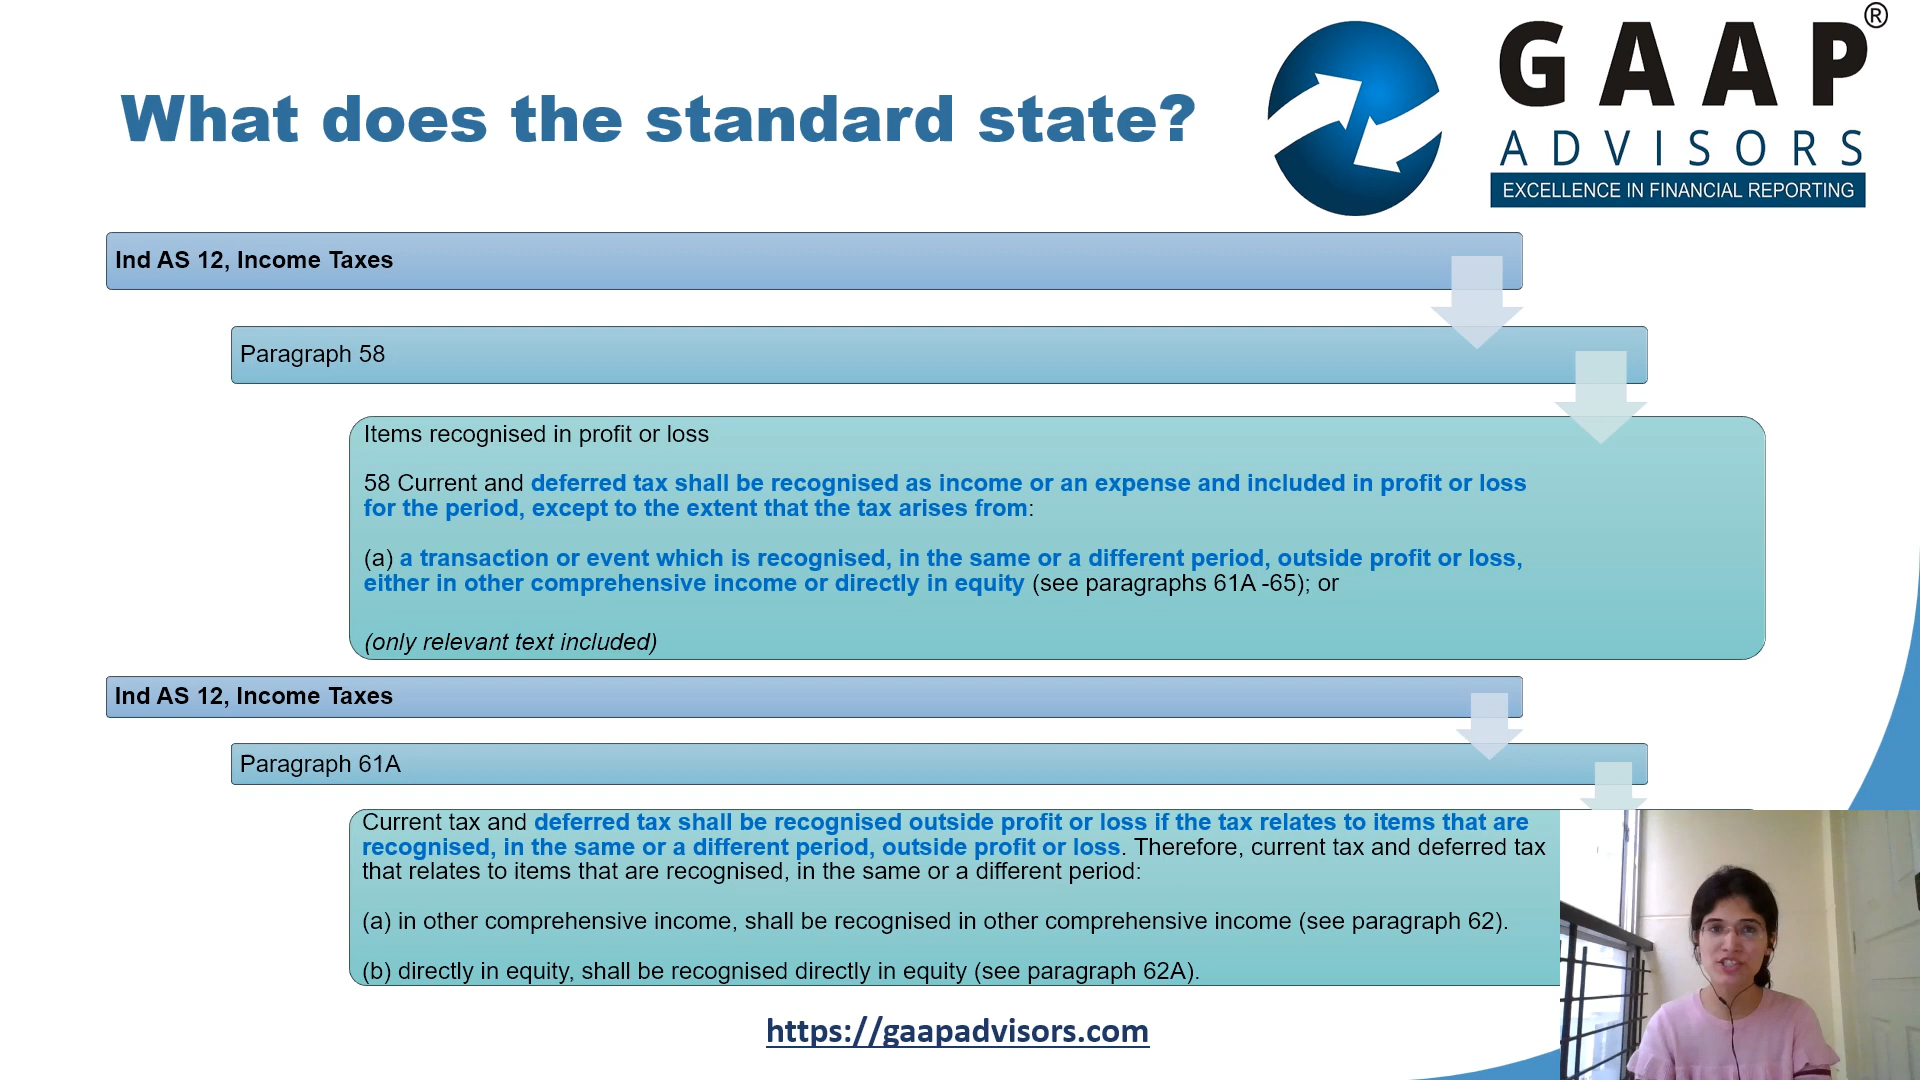 What does the standard state?
GAAP®
ADVISORS
EXCELLENCE IN FINANCIAL REPORTING
Ind AS 12, Income Taxes
Paragraph 58
Items recognised in profit or loss
58 Current and deferred tax shall be recognised as income or an expense and included in profit or loss
for the period, except to the extent that the tax arises from:
(a) a transaction or event which is recognised, in the same or a different period, outside profit or loss,
either in other comprehensive income or directly in equity (see paragraphs 61A -65); or
(only relevant text included)
Ind AS 12, Income Taxes
Paragraph 61A
Current tax and deferred tax shall be recognised outside profit or loss if the tax relates to items that are
recognised, in the same or a different period, outside profit or loss. Therefore, current tax and deferred tax
that relates to items that are recognised, in the same or a different period:
(a) in other comprehensive income, shall be recognised in other comprehensive income (see paragraph 62).
(b) directly in equity, shall be recognised directly in equity (see paragraph 62A).
https://gaapadvisors.com